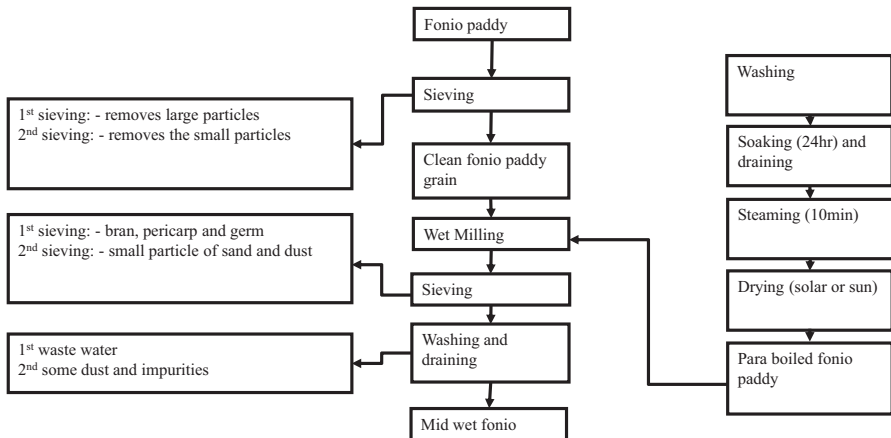 Fonio paddy
Sieving
1st sieving: - removes large particles
2nd sieving: - removes the small particles
Clean fonio paddy
grain
Wet Milling
1st sieving: - bran, pericarp and germ
2nd sieving: - small particle of sand and dust
Sieving
Washing and
draining
1st waste water
2nd some dust and impurities
Mid wet fonio
Washing
Soaking (24hr) and
draining
Steaming (10min)
Drying (solar or sun)
Para boiled fonio
paddy